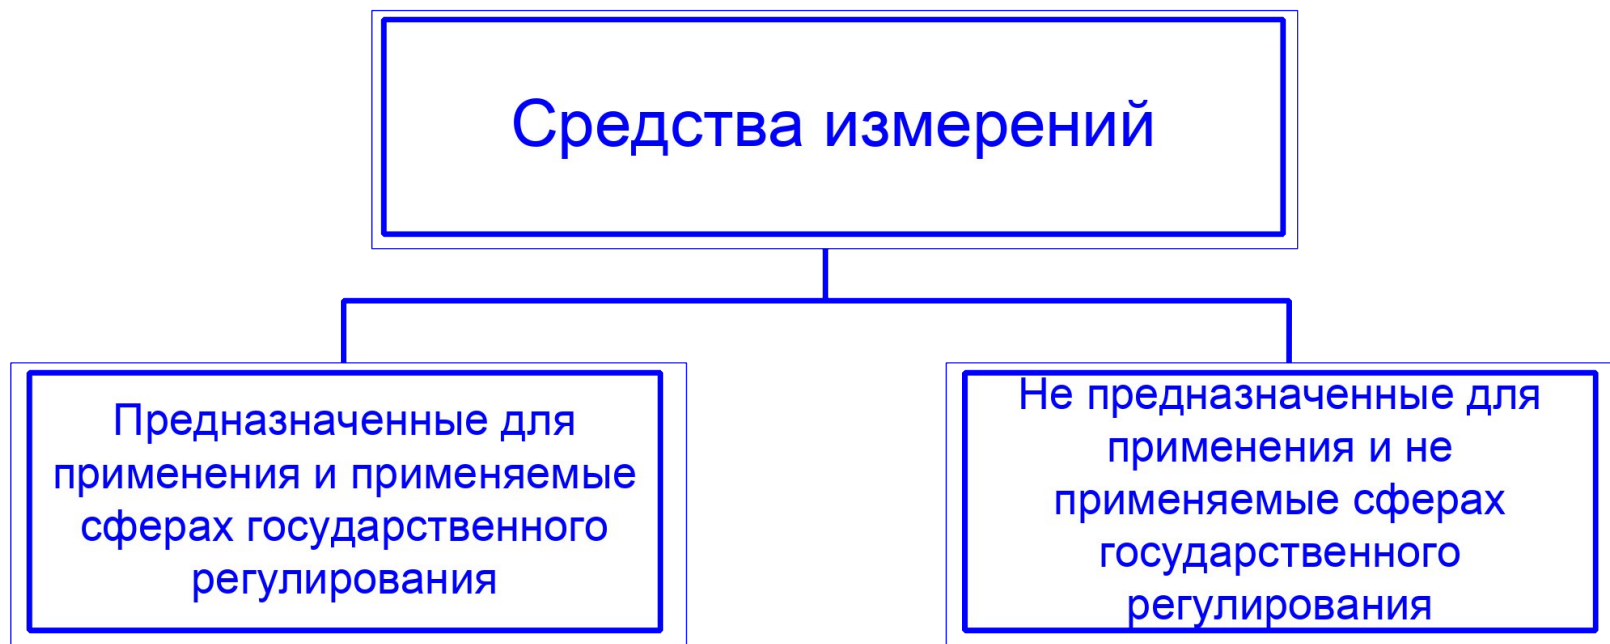 Средства измерений
Предназначенные для
применения и применяемые
сферах государственного
регулирования
Не предназначенные для
применения и не
применяемые сферах
государственного
регулирования